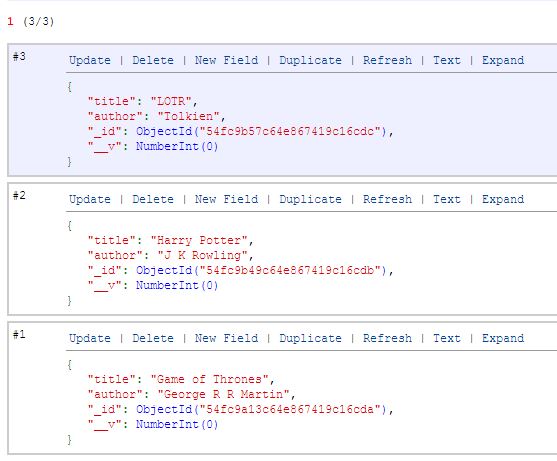 1 (3/3)
#3
Update | Delete | New Field | Duplicate | Refresh | Text | Expand
{
"title": "LOTR",
"author": "Tolkien",
"_id": ObjectId("54fc9b57c64e867419c16cdc"),
"__v": NumberInt(0)
}
#2
Update | Delete | New Field | Duplicate | Refresh | Text | Expand
{
"title": "Harry Potter",
"author": "J K Rowling",
"_id": ObjectId("54fc9b49c64e867419c16cdb"),
"__v": NumberInt(0)
}
#1
Update | Delete | New Field | Duplicate | Refresh | Text | Expand
{
"title": "Game of Thrones",
"author": "George R R Martin",
"_id": ObjectId("54fc9a13c64e867419c16cda"),
"__v": NumberInt(0)
}